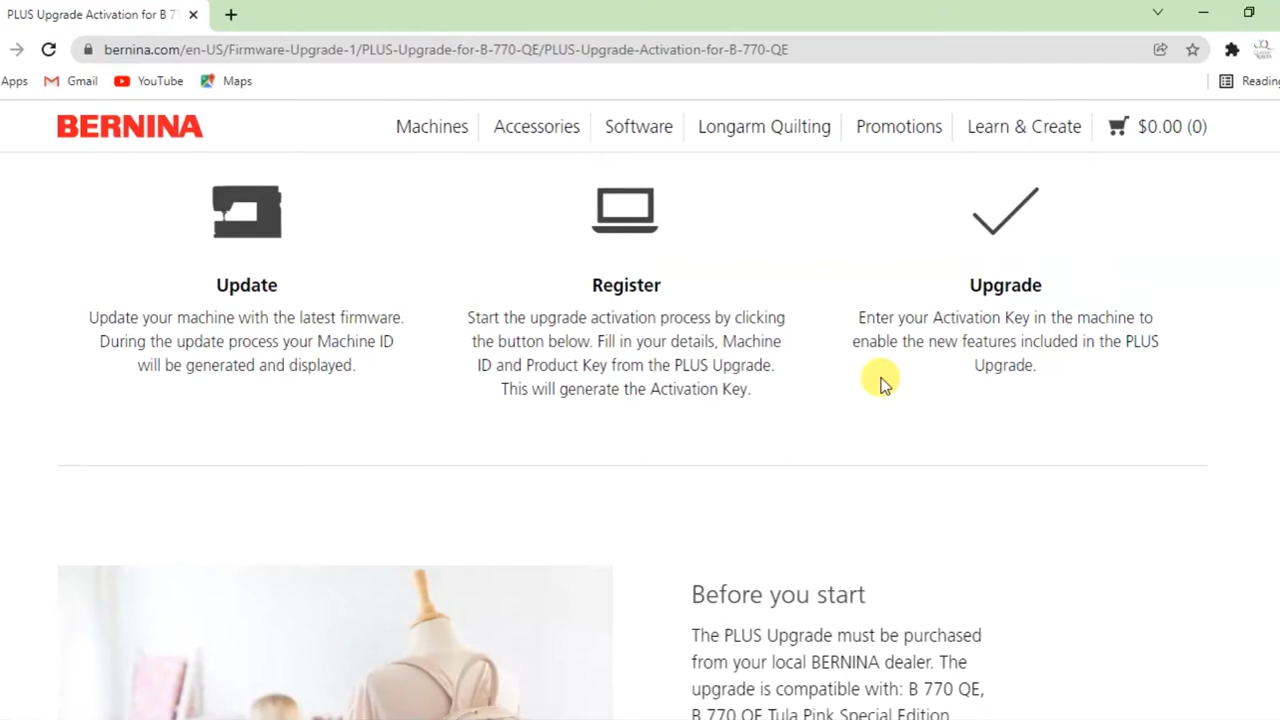 PLUS Upgrade Activation for B 77
bernina.com/en-US/Firmware-Upgrade-1/PLUS-Upgrade-for-B-770-QE/PLUS-Upgrade-Activation-for-B-770-QE
Apps Gmail YouTube Maps Reading
BERNINA Machines Accessories Software Longarm Quilting Promotions Learn & Create $0.00 (0)
Update
Update your machine with the latest firmware.
During the update process your Machine ID
will be generated and displayed.
Register
Start the upgrade activation process by clicking
the button below. Fill in your details, Machine
ID and Product Key from the PLUS Upgrade.
This will generate the Activation Key.
Upgrade
Enter your Activation Key in the machine to
enable the new features included in the PLUS
Upgrade.
Before you start
The PLUS Upgrade must be purchased
from your local BERNINA dealer. The
upgrade is compatible with: B 770 QE,
B 770 QE Tula Pink Special Edition